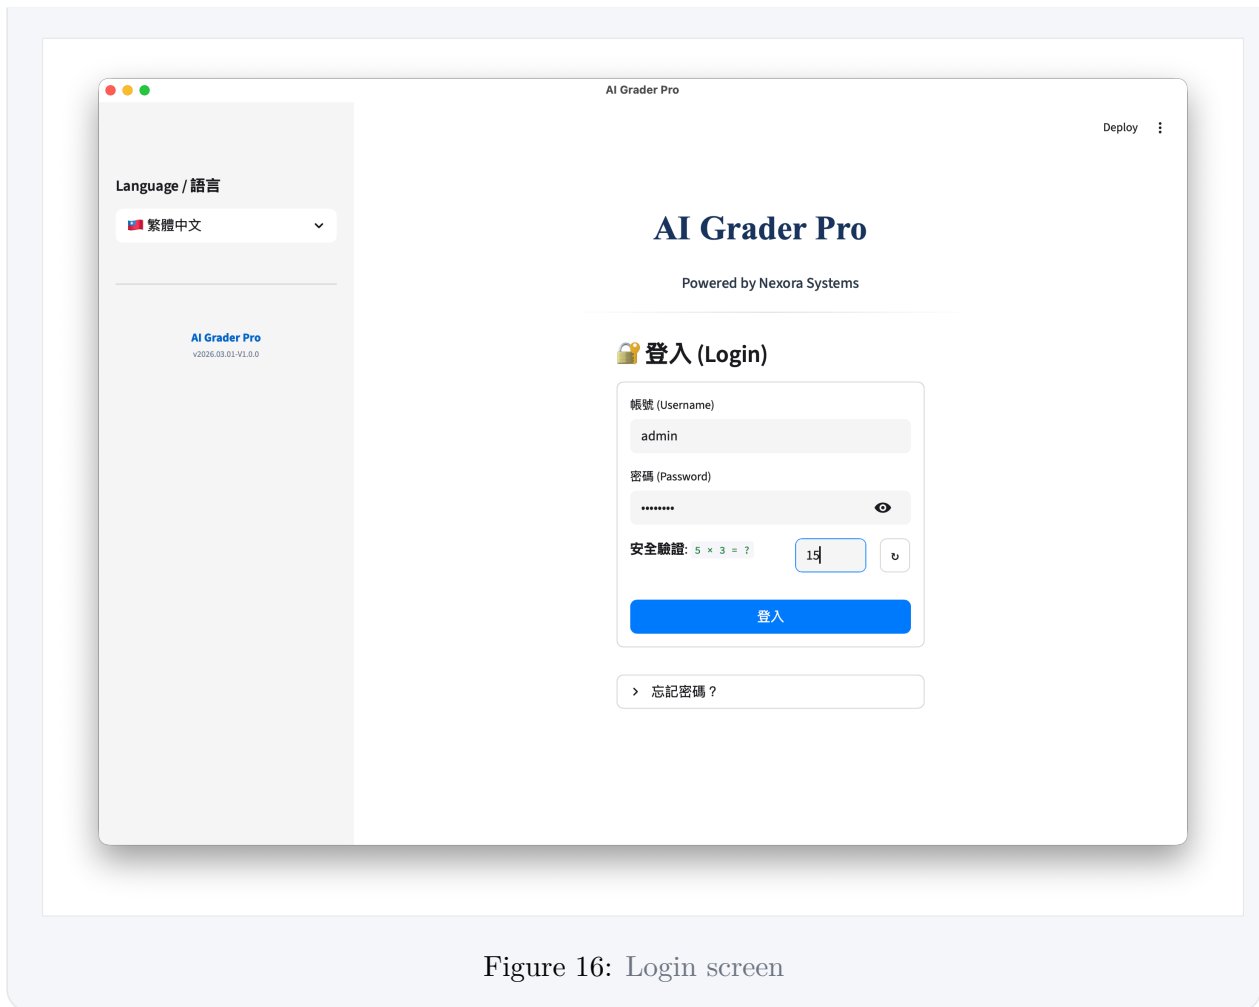 AI Grader Pro
Deploy
Language / 語言
繁體中文
AI Grader Pro
v2026.03.01-V1.0.0
AI Grader Pro
Powered by Nexora Systems
登入 (Login)
帳號 (Username)
admin
密碼 (Password)
••••••••
安全驗證: 5 × 3 = ?
15
登入
忘記密碼？
Figure 16: Login screen